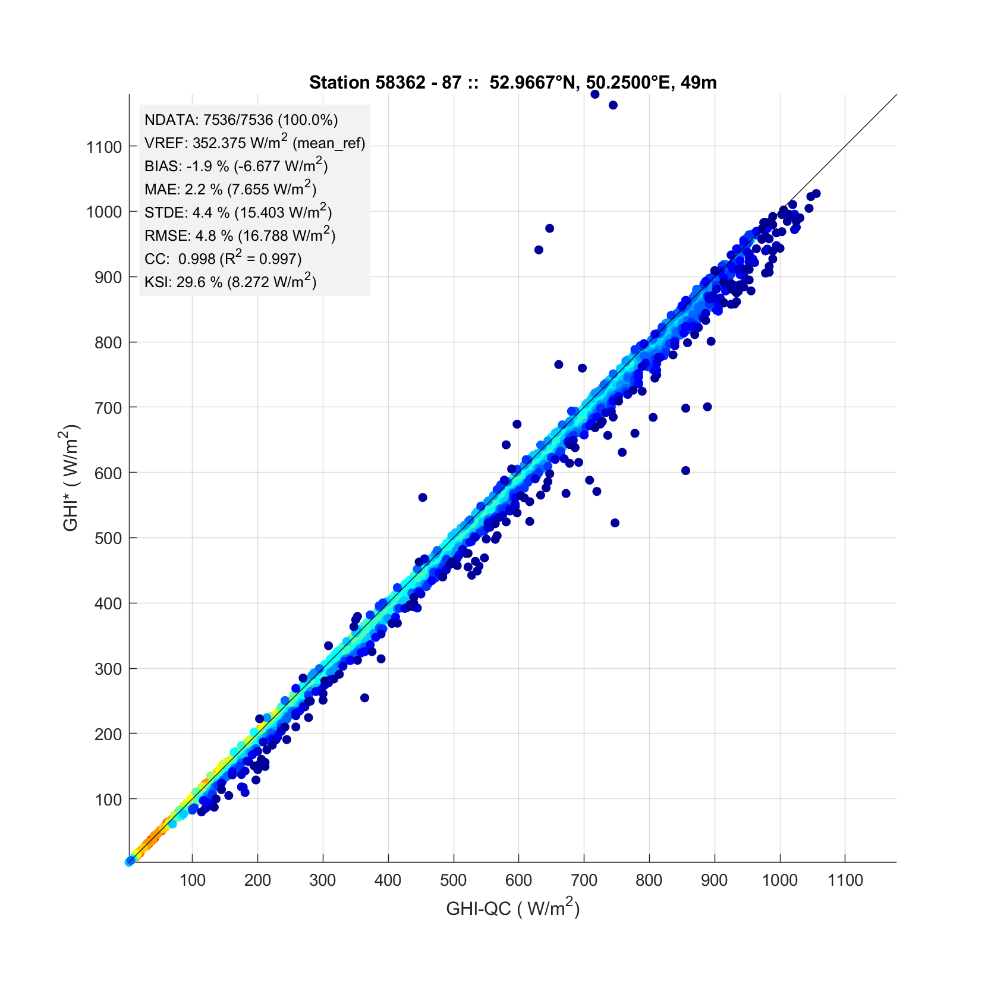 Station 58362 - 87 ::  52.9667°N, 50.2500°E, 49m
NDATA: 7536/7536 (100.0%)
VREF: 352.375 W/m² (mean_ref)
BIAS: -1.9 % (-6.677 W/m²)
MAE: 2.2 % (7.655 W/m²)
STDE: 4.4 % (15.403 W/m²)
RMSE: 4.8 % (16.788 W/m²)
CC:  0.998 (R² = 0.997)
KSI: 29.6 % (8.272 W/m²)
GHI* ( W/m²)
1100
1000
900
800
700
600
500
400
300
200
100
100 200 300 400 500 600 700 800 900 1000 1100
GHI-QC ( W/m²)